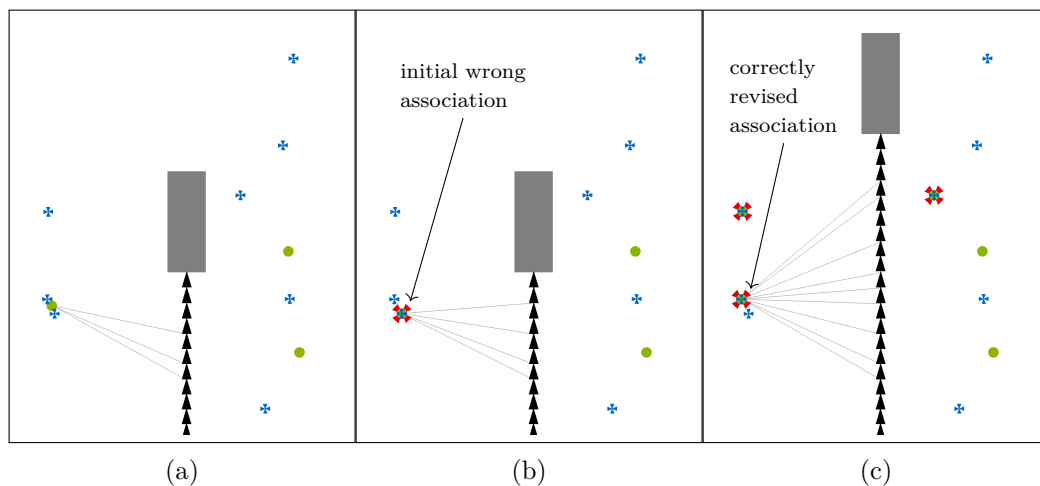 initial wrong
association
correctly
revised
association
(a)
(b)
(c)